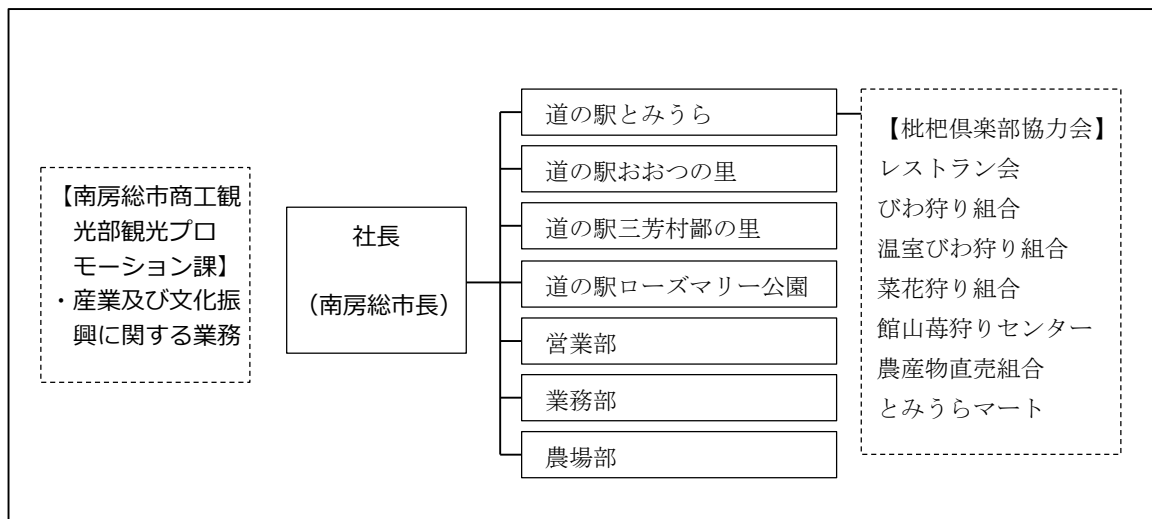 【南房総市商工観
光部観光プロ
モーション課】
・産業及び文化振
興に関する業務
社長
（南房総市長）
道の駅とみうら
道の駅おおつの里
道の駅三芳村鄙の里
道の駅ローズマリー公園
営業部
業務部
農場部
【枇杷倶楽部協力会】
レストラン会
びわ狩り組合
温室びわ狩り組合
菜花狩り組合
館山苺狩りセンター
農産物直売組合
とみうらマート